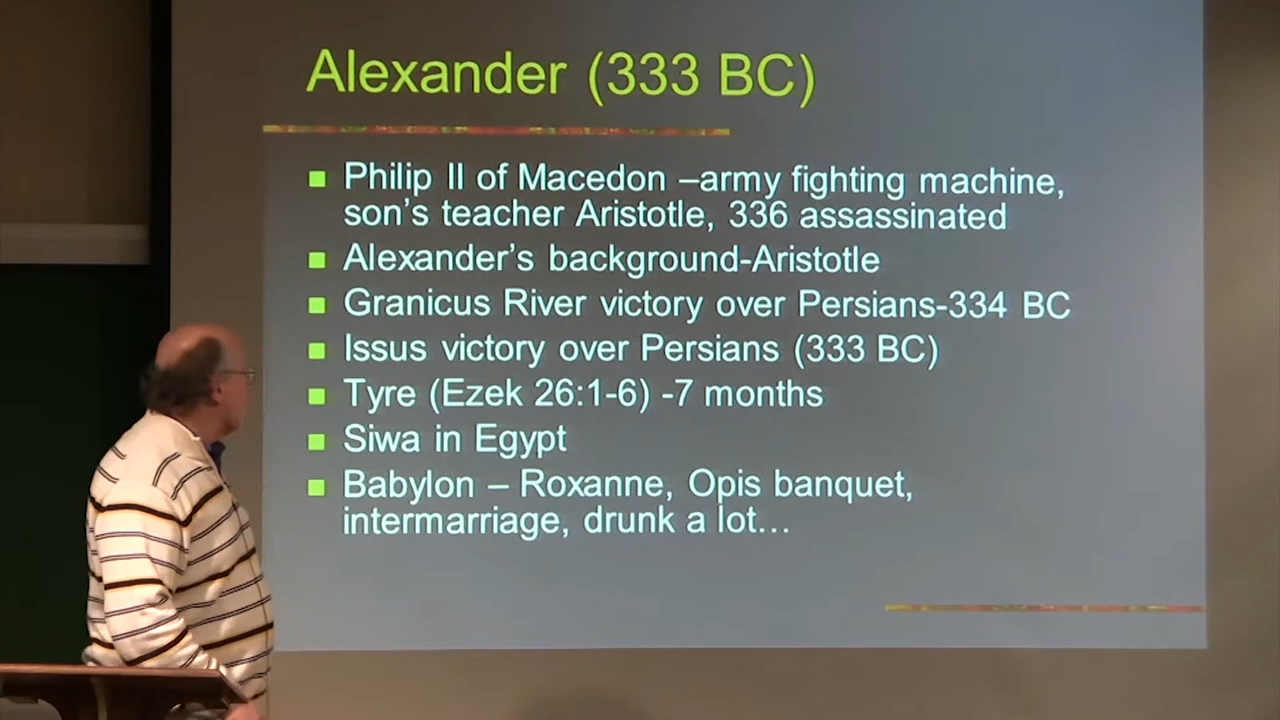 Alexander (333 BC)
Philip II of Macedon –army fighting machine,
son's teacher Aristotle, 336 assassinated
Alexander's background-Aristotle
Granicus River victory over Persians-334 BC
Issus victory over Persians (333 BC)
Tyre (Ezek 26:1-6) -7 months
Siwa in Egypt
Babylon – Roxanne, Opis banquet,
intermarriage, drunk a lot…